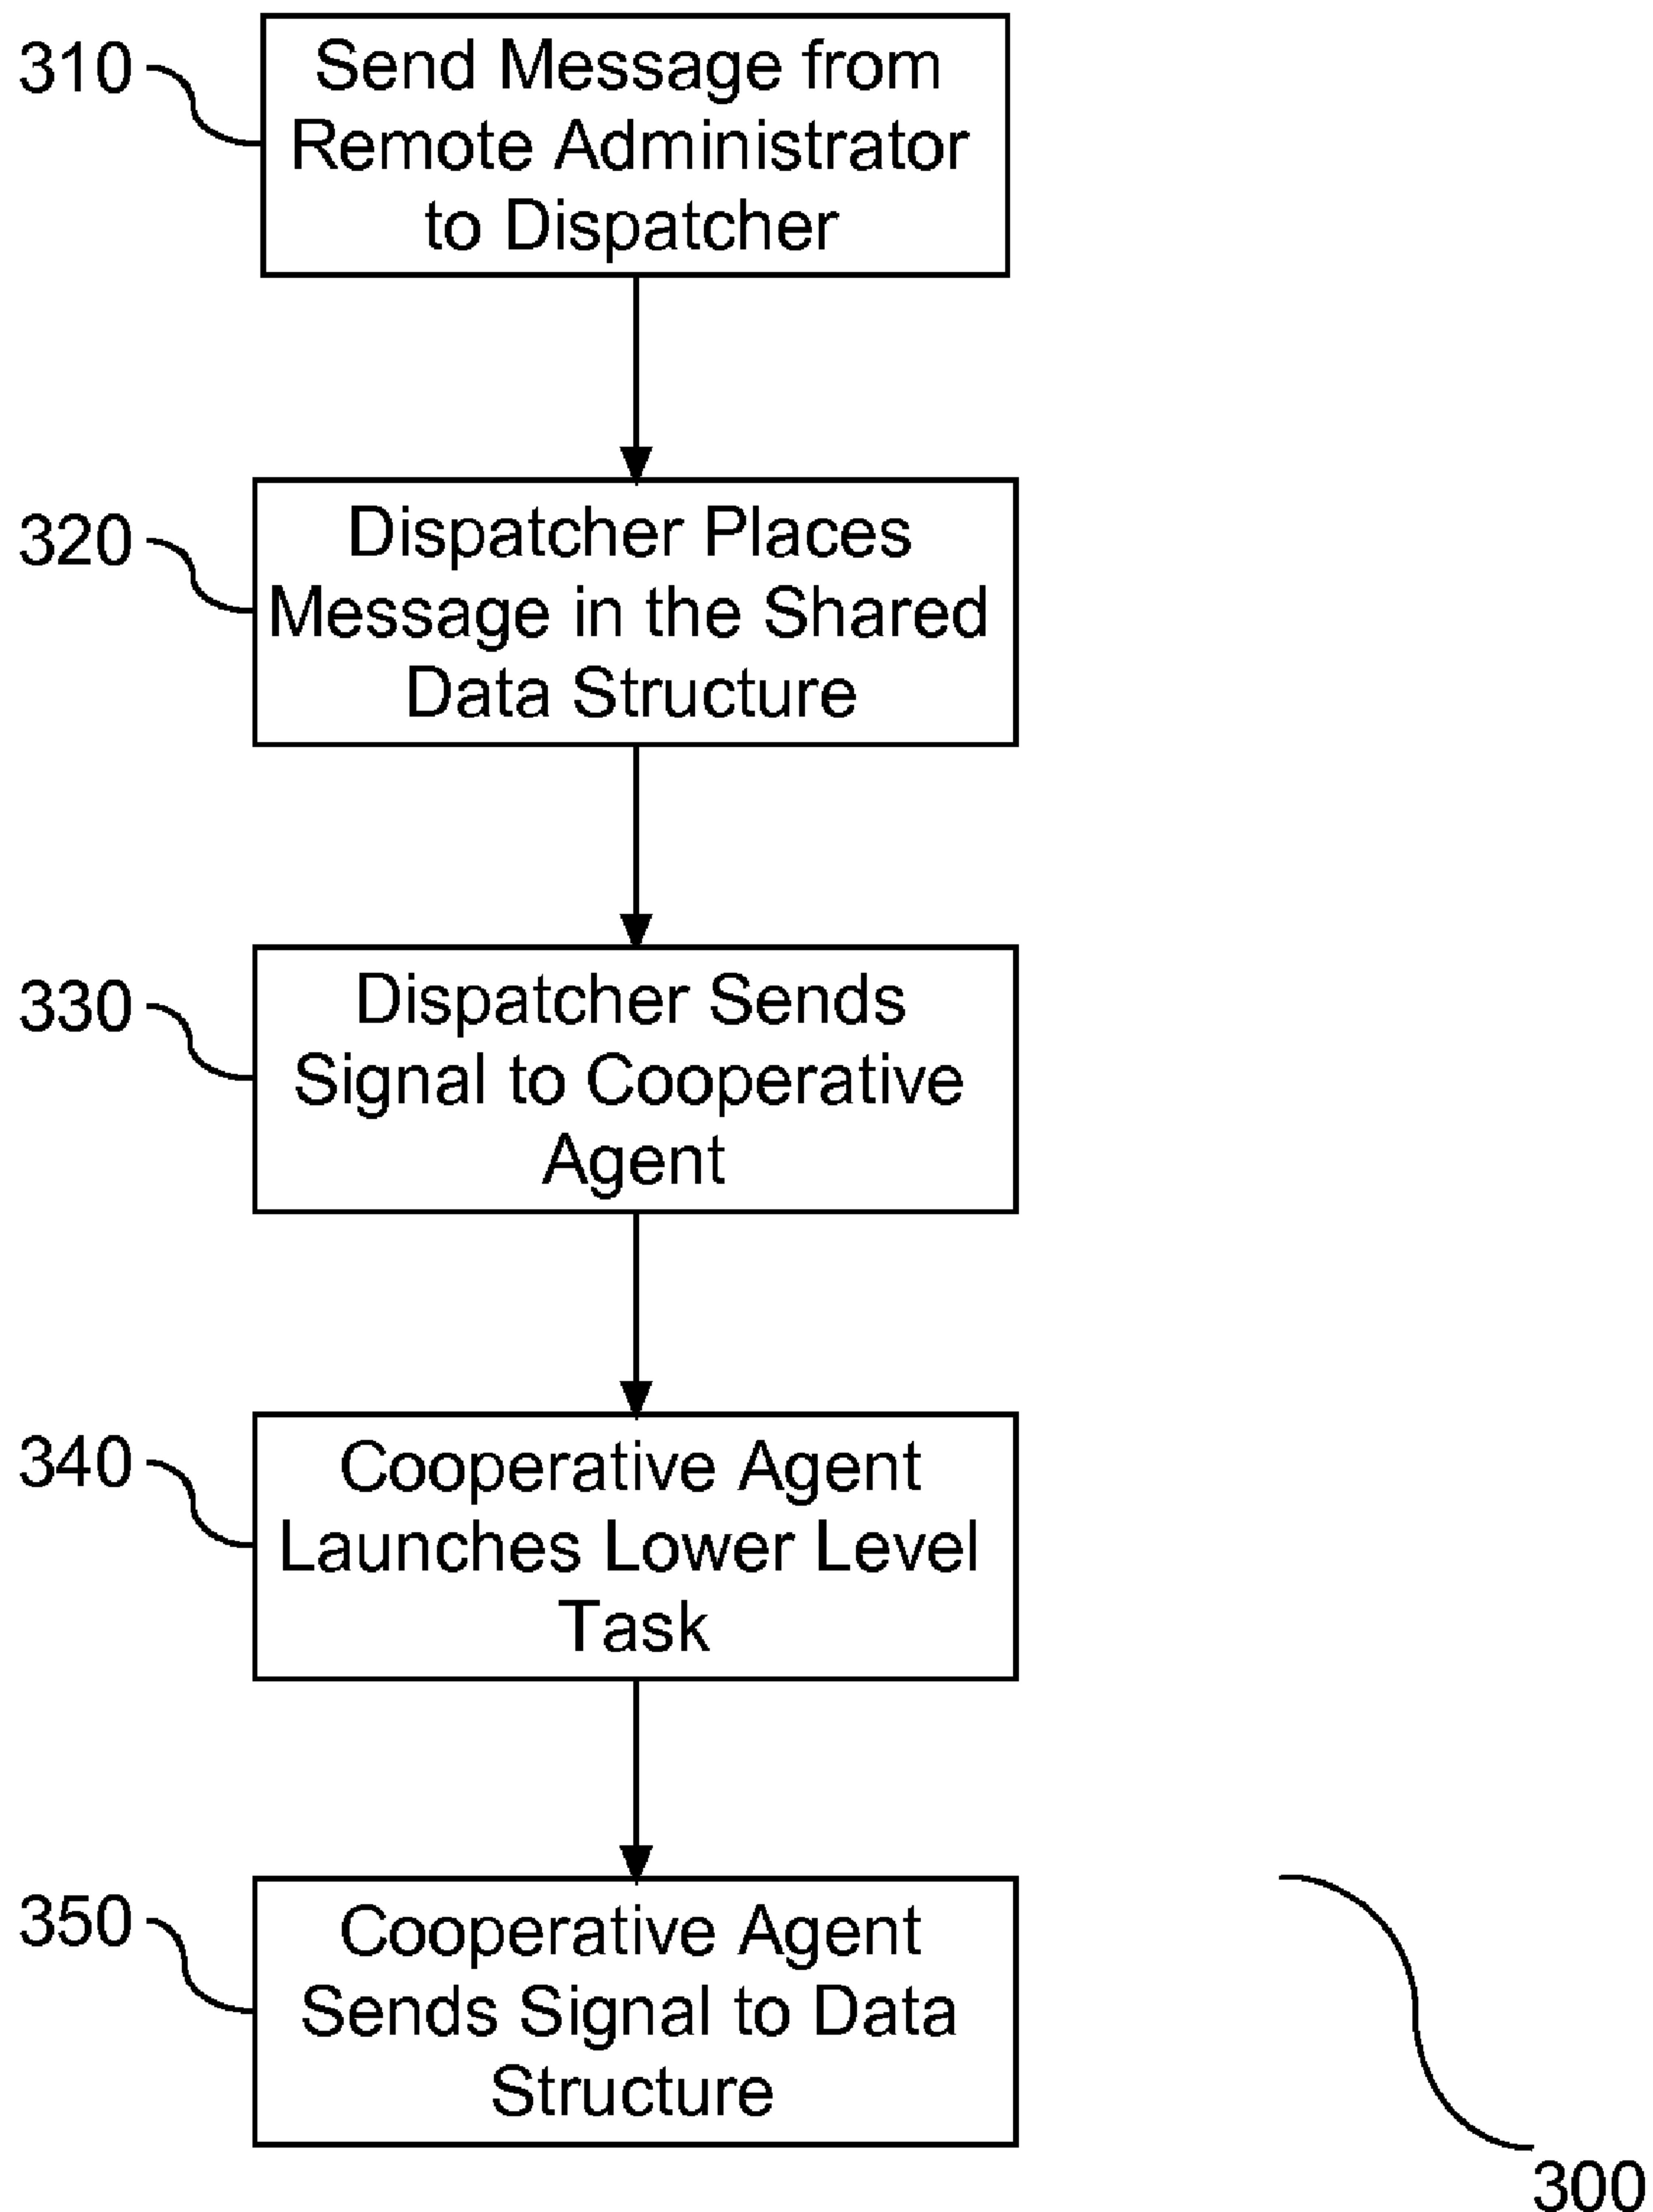 310
Send Message from
Remote Administrator
to Dispatcher
320
Dispatcher Places
Message in the Shared
Data Structure
330
Dispatcher Sends
Signal to Cooperative
Agent
340
Cooperative Agent
Launches Lower Level
Task
350
Cooperative Agent
Sends Signal to Data
Structure
300